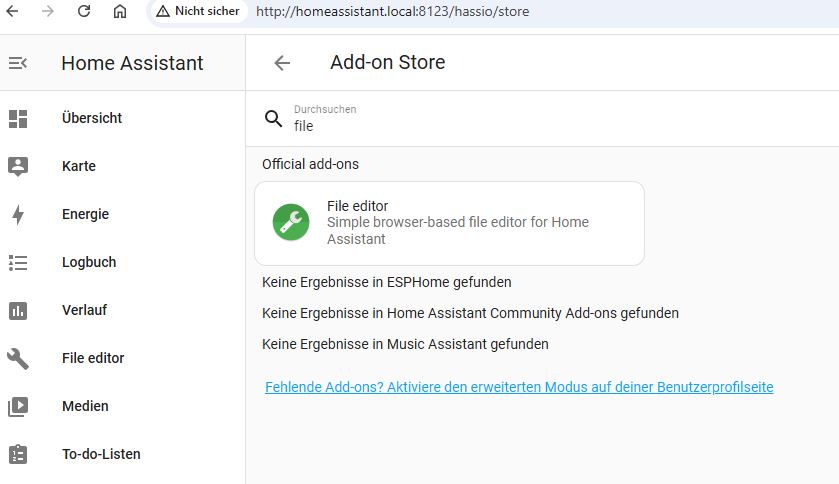 Nicht sicher
http://homeassistant.local:8123/hassio/store
Home Assistant
Add-on Store
Durchsuchen
file
Übersicht
Karte
Energie
Logbuch
Verlauf
File editor
Medien
To-do-Listen
Official add-ons
File editor
Simple browser-based file editor for Home
Assistant
Keine Ergebnisse in ESPHome gefunden
Keine Ergebnisse in Home Assistant Community Add-ons gefunden
Keine Ergebnisse in Music Assistant gefunden
Fehlende Add-ons? Aktiviere den erweiterten Modus auf deiner Benutzerprofilseite